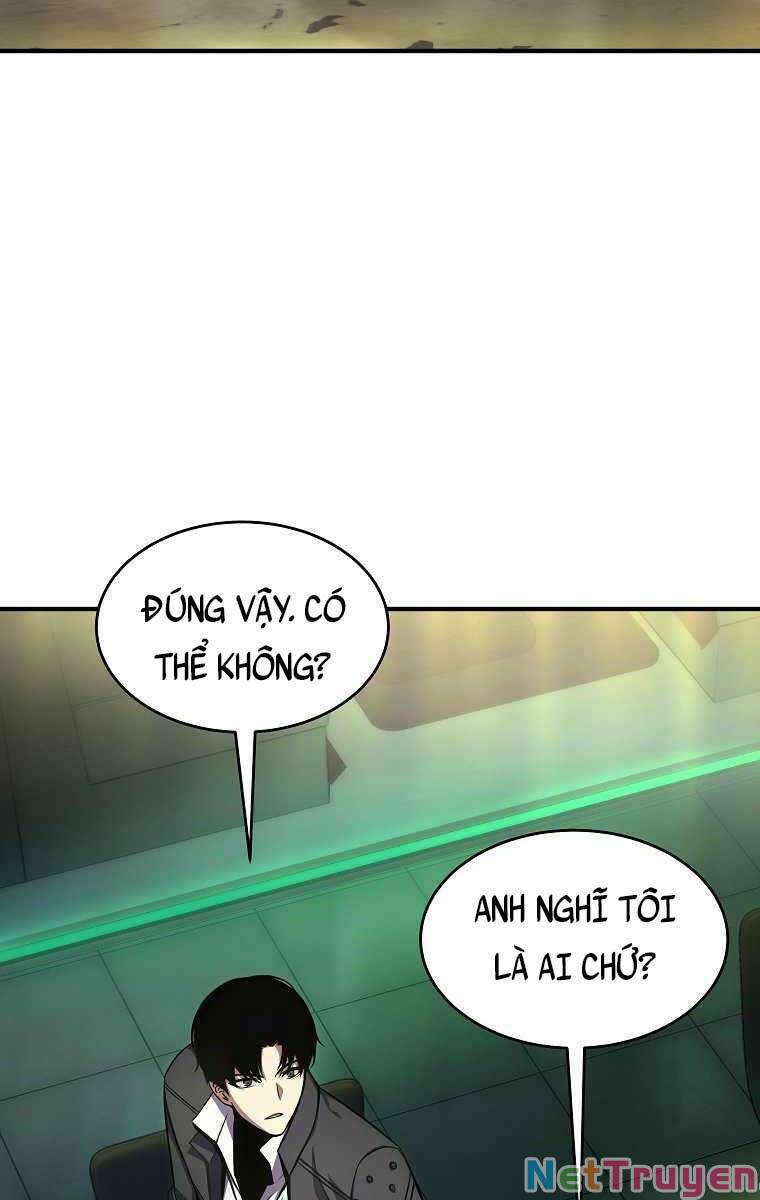 ĐÚNG VẬY. CÓ
THỂ KHÔNG?
ANH NGHĨ TÔI
LÀ AI CHỨ?
NetTruyen